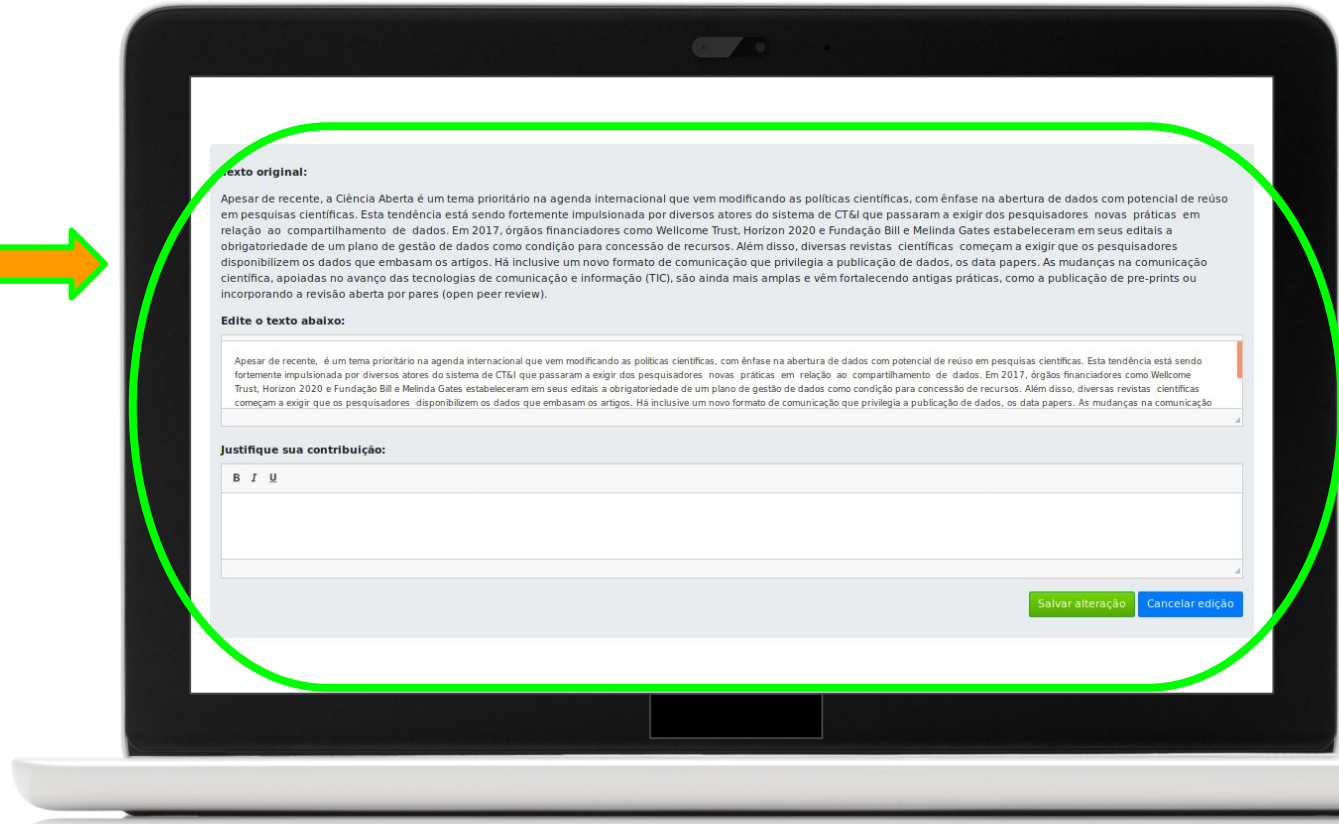 Texto original:
Apesar de recente, a Ciência Aberta é um tema prioritário na agenda internacional que vem modificando as políticas científicas, com ênfase na abertura de dados com potencial de reúso
em pesquisas científicas. Esta tendência está sendo fortemente impulsionada por diversos atores do sistema de CT&I que passaram a exigir dos pesquisadores novas práticas em
relação ao compartilhamento de dados. Em 2017, órgãos financiadores como Wellcome Trust, Horizon 2020 e Fundação Bill e Melinda Gates estabeleceram em seus editais a
obrigatoriedade de um plano de gestão de dados como condição para concessão de recursos. Além disso, diversas revistas científicas começam a exigir que os pesquisadores
disponibilizem os dados que embasam os artigos. Há inclusive um novo formato de comunicação que privilegia a publicação de dados, os data papers. As mudanças na comunicação
científica, apoiadas no avanço das tecnologias de comunicação e informação (TIC), são ainda mais amplas e vêm fortalecendo antigas práticas, como a publicação de pre-prints ou
incorporando a revisão aberta por pares (open peer review).
Edite o texto abaixo:
Apesar de recente, é um tema prioritário na agenda internacional que vem modificando as políticas científicas, com ênfase na abertura de dados com potencial de reúso em pesquisas científicas. Esta tendência está sendo
fortemente impulsionada por diversos atores do sistema de CT&I que passaram a exigir dos pesquisadores novas práticas em relação ao compartilhamento de dados. Em 2017, órgãos financiadores como Wellcome
Trust, Horizon 2020 e Fundação Bill e Melinda Gates estabeleceram em seus editais a obrigatoriedade de um plano de gestão de dados como condição para concessão de recursos. Além disso, diversas revistas científicas
começam a exigir que os pesquisadores disponibilizem os dados que embasam os artigos. Há inclusive um novo formato de comunicação que privilegia a publicação de dados, os data papers. As mudanças na comunicação
Justifique sua contribuição:
B I U
Salvar alteração Cancelar edição